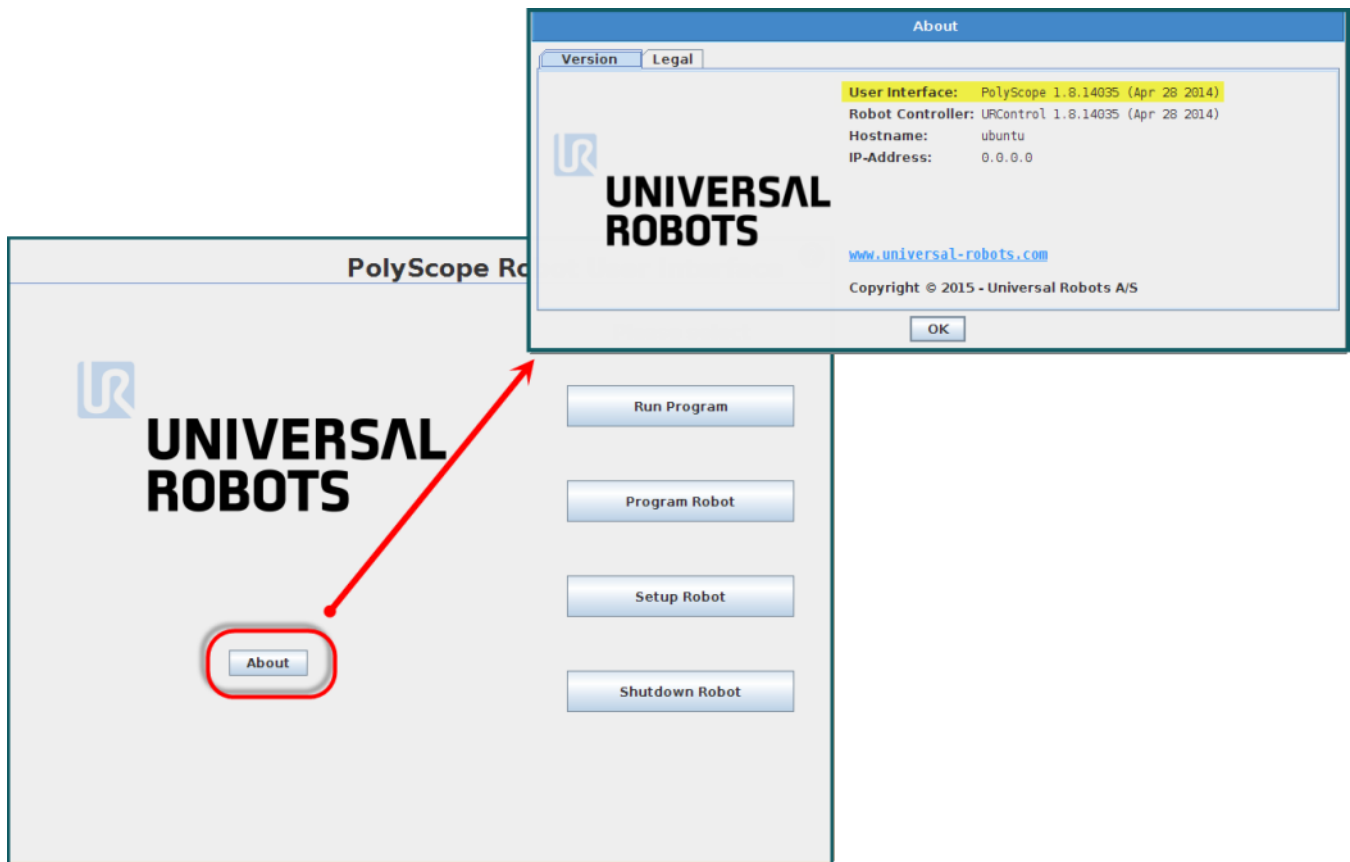 About
Version
Legal
User Interface: PolyScope 1.8.14035 (Apr 28 2014)
Robot Controller: URControl 1.8.14035 (Apr 28 2014)
Hostname: ubuntu
IP-Address: 0.0.0.0
UR
UNIVERSAL
ROBOTS
www.universal-robots.com
Copyright © 2015 - Universal Robots A/S
OK
PolyScope Ro
UR
UNIVERSAL
ROBOTS
Run Program
Program Robot
Setup Robot
About
Shutdown Robot